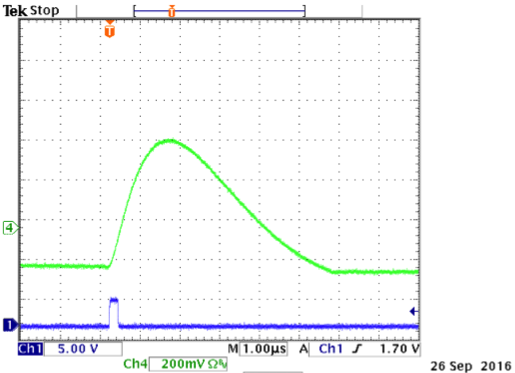 Tek Stop
T
T
4
1
Ch1 5.00 V M 1.00µs A Ch1 ƒ 1.70 V
Ch4 200mV Ω
26 Sep 2016